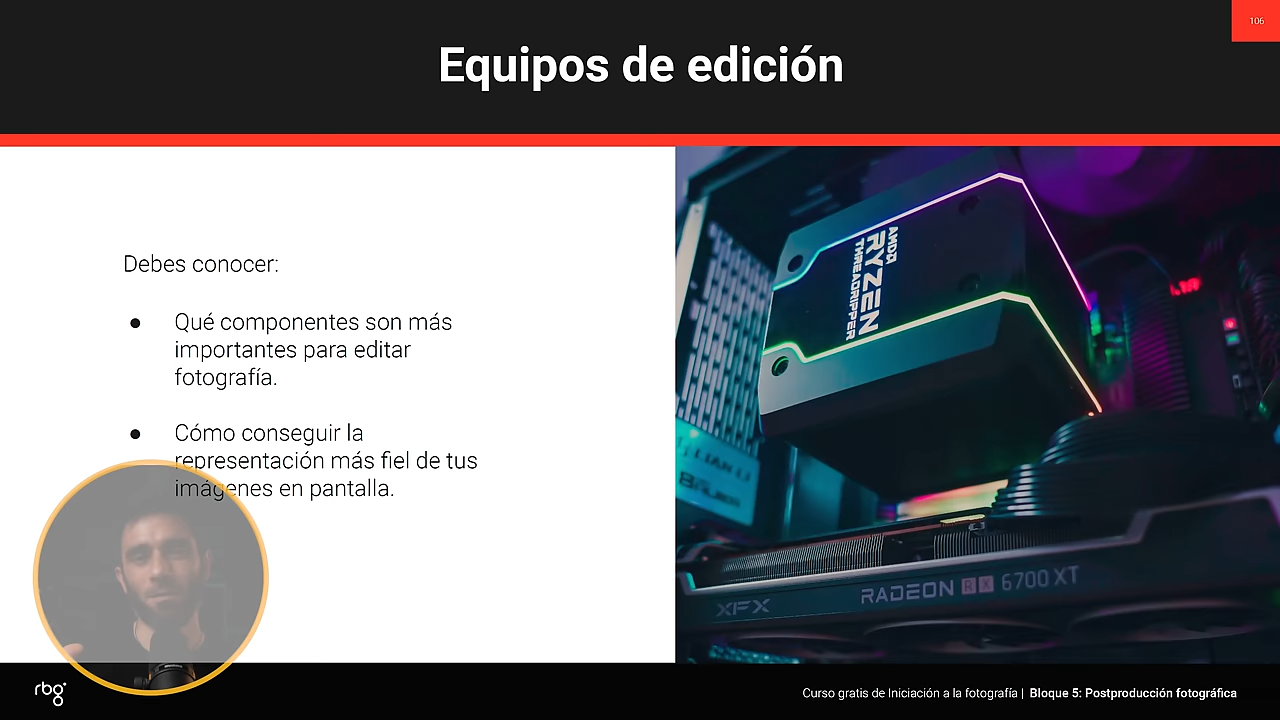 106
Equipos de edición
Debes conocer:
● Qué componentes son más
importantes para editar
fotografía.
● Cómo conseguir la
representación más fiel de tus
imágenes en pantalla.
AMD
RYZEN
THREADRIPPER
LIAN LI
XFX
RADEON RX 6700 XT
rbg
Curso gratis de Iniciación a la fotografía | Bloque 5: Postproducción fotográfica